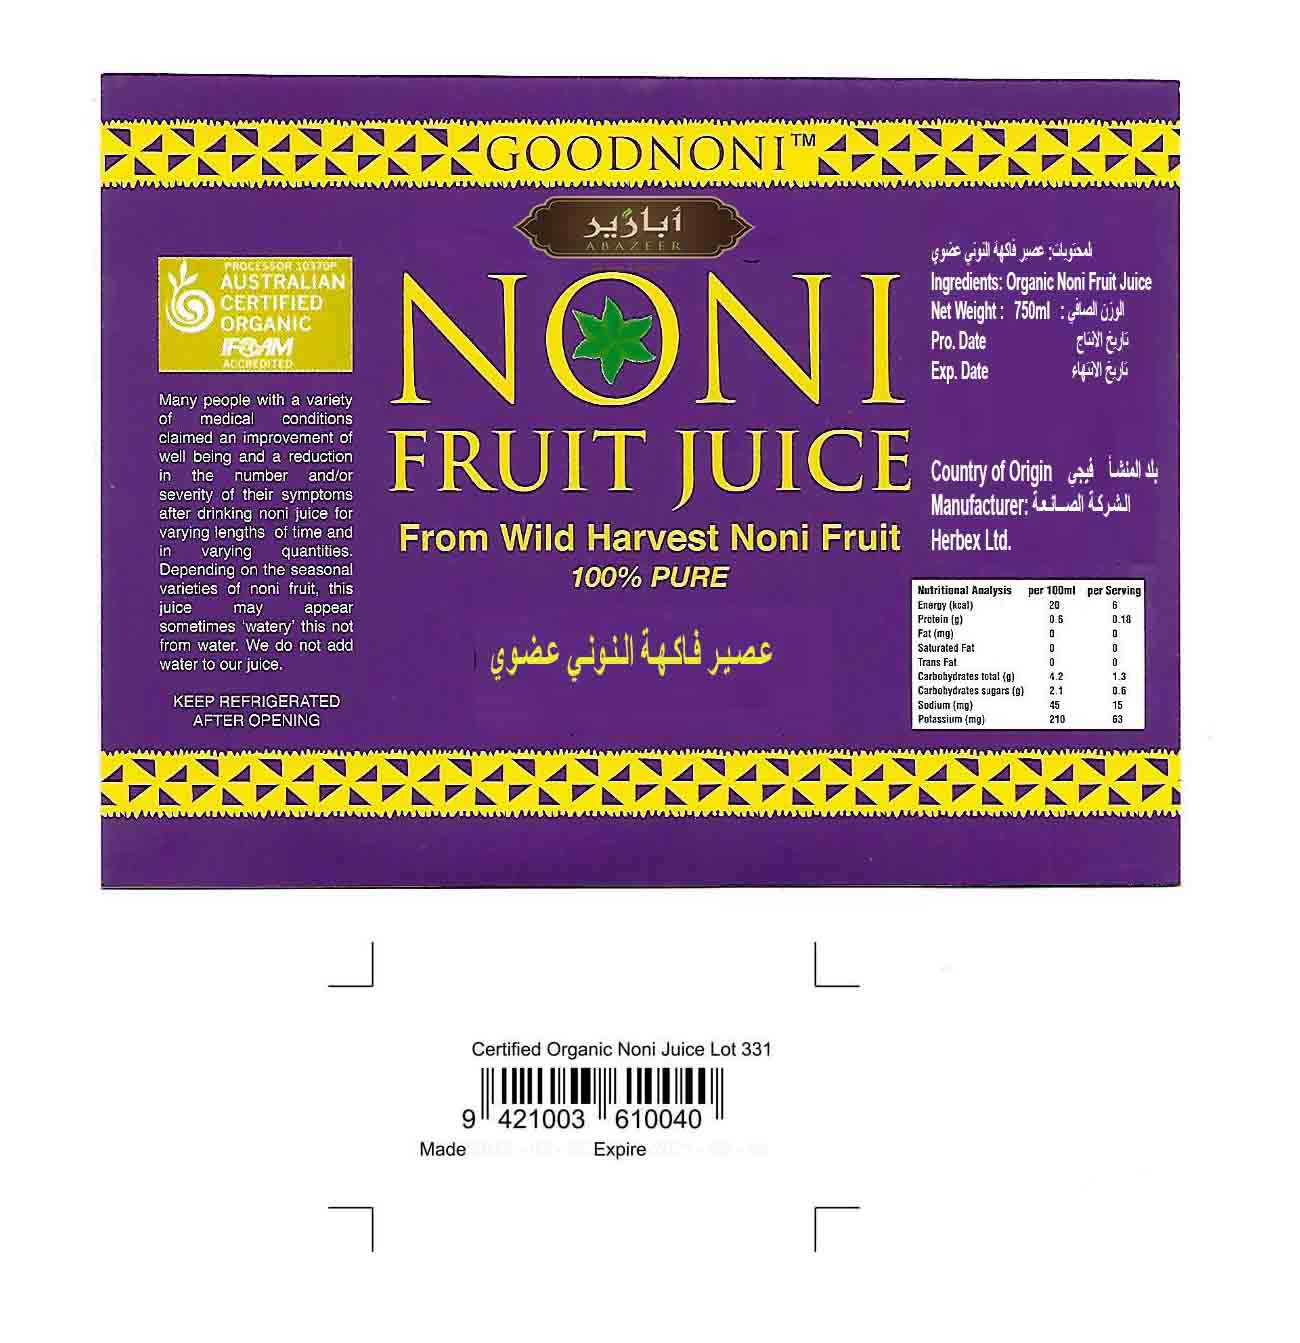 GOODNONI™
أبازير
ABAZEER
NONI
FRUIT JUICE
From Wild Harvest Noni Fruit
100% PURE
عصير فاكهة النوني عضوي
PROCESSOR 10370P
AUSTRALIAN
CERTIFIED
ORGANIC
IFOAM
ACCREDITED
Many people with a variety
of medical conditions
claimed an improvement of
well being and a reduction
in the number and/or
severity of their symptoms
after drinking noni juice for
varying lengths of time and
in varying quantities.
Depending on the seasonal
varieties of noni fruit, this
juice may appear
sometimes 'watery' this not
from water. We do not add
water to our juice.
KEEP REFRIGERATED
AFTER OPENING
لمحتويات: عصير فاكهة النوني عضوي
Ingredients: Organic Noni Fruit Juice
Net Weight : 750ml الوزن الصافي :
Pro. Date تاريخ الانتاج
Exp. Date تاريخ الانتهاء
Country of Origin بلد المنشأ فيجي
Manufacturer: الشركة الصانعة
Herbex Ltd.
Nutritional Analysis per 100ml per Serving
Energy (kcal) 20 6
Protein (g) 0.6 0.18
Fat (mg) 0 0
Saturated Fat 0 0
Trans Fat 0 0
Carbohydrates total (g) 4.2 1.3
Carbohydrates sugars (g) 2.1 0.6
Sodium (mg) 45 15
Potassium (mg) 210 63
Certified Organic Noni Juice Lot 331
9 421003 610040
Made Expire